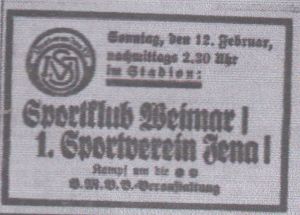 Sonntag, den 12. Februar,
nachmittags 2.30 Uhr
im Stadion:
Sportklub Weimar I
1. Sportverein Jena I
Kampf um die
V.M.B.V.-Veranstaltung